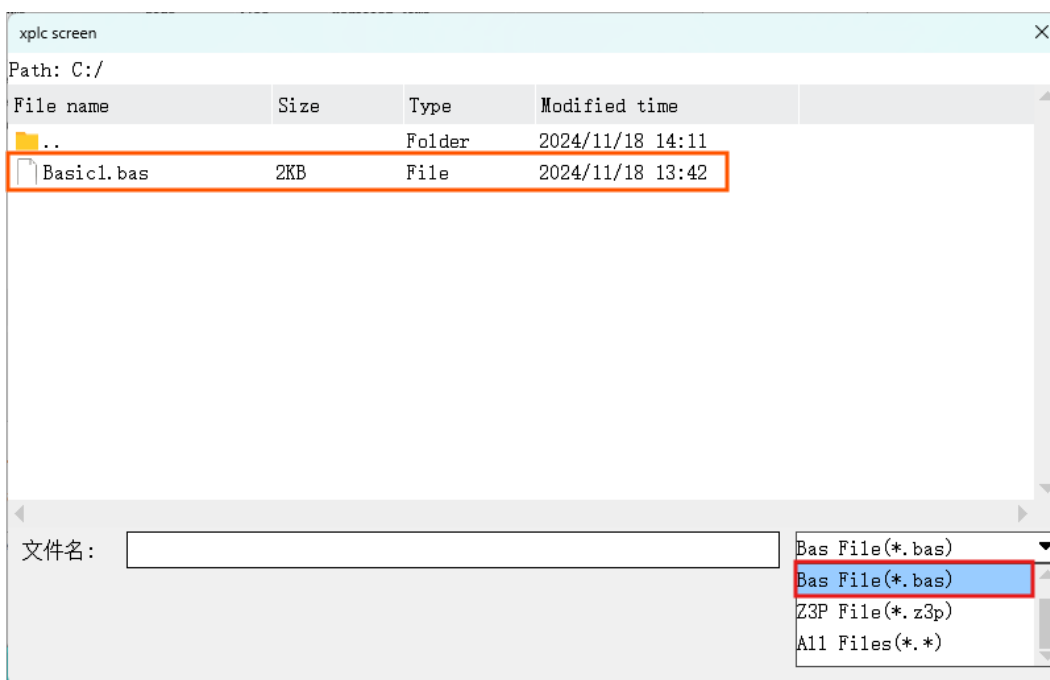 xplc screen
Path: C:/
File name Size Type Modified time
.. Folder 2024/11/18 14:11
Basic1.bas 2KB File 2024/11/18 13:42
文件名: Bas File(*.bas)
Bas File(*.bas)
Z3P File(*.z3p)
All Files(*.*)